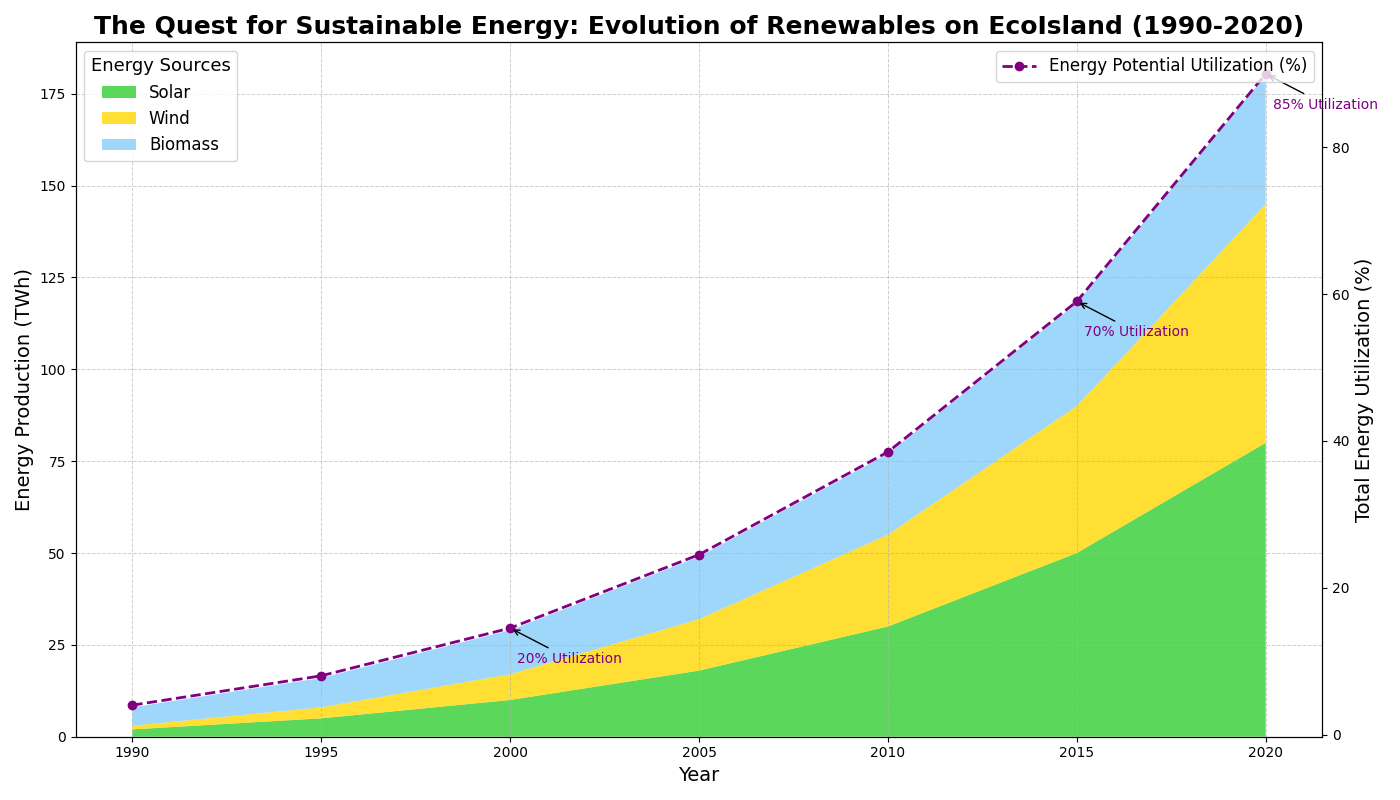 The Quest for Sustainable Energy: Evolution of Renewables on EcoIsland (1990-2020)
Energy Sources
Solar
Wind
Biomass
Energy Potential Utilization (%)
85% Utilization
70% Utilization
20% Utilization
Energy Production (TWh)
175
150
125
100
75
50
25
0
Total Energy Utilization (%)
80
60
40
20
0
1990 1995 2000 2005 2010 2015 2020
Year